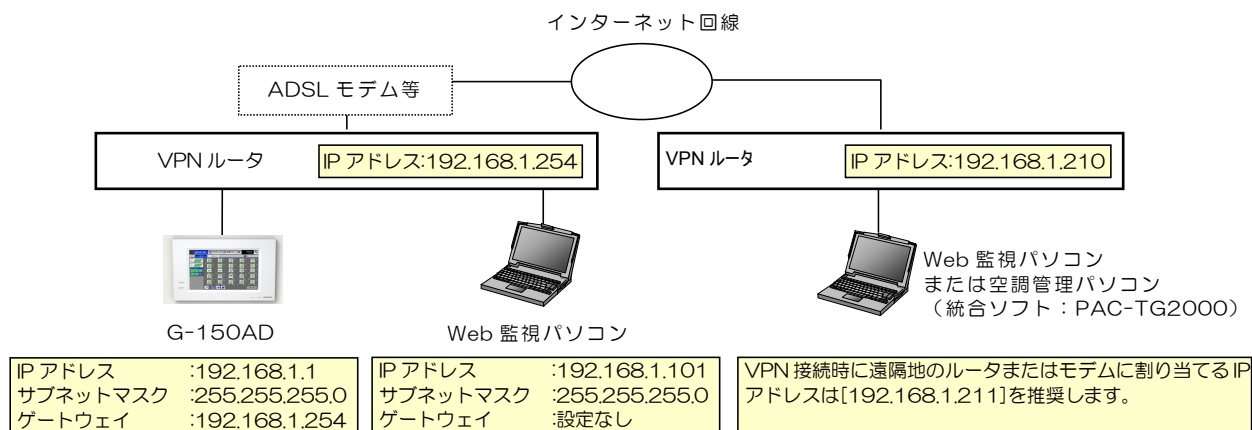 インターネット回線
ADSL モデム等
VPN ルータ
IP アドレス:192.168.1.254
VPN ルータ
IP アドレス:192.168.1.210
Web 監視パソコン
または空調管理パソコン
（統合ソフト：PAC-TG2000）
G-150AD
Web 監視パソコン
IP アドレス :192.168.1.1
サブネットマスク :255.255.255.0
ゲートウェイ :192.168.1.254
IP アドレス :192.168.1.101
サブネットマスク :255.255.255.0
ゲートウェイ :設定なし
VPN 接続時に遠隔地のルータまたはモデムに割り当てる IP
アドレスは[192.168.1.211]を推奨します。